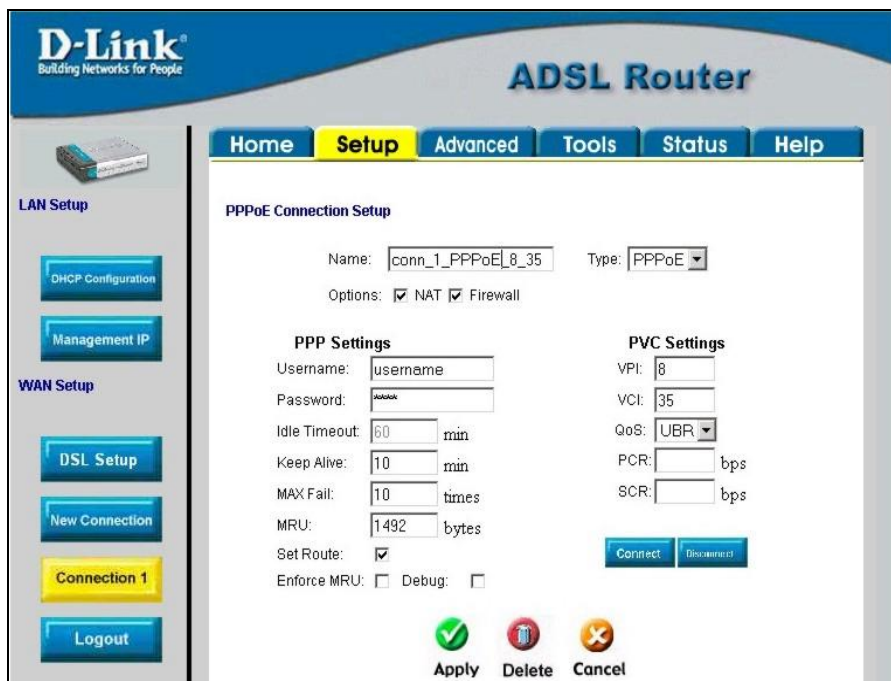 D-Link®
Building Networks for People
ADSL Router
Home Setup Advanced Tools Status Help
LAN Setup
DHCP Configuration
Management IP
WAN Setup
DSL Setup
New Connection
Connection 1
Logout
PPPoE Connection Setup
Name: conn_1_PPPoE_8_35 Type: PPPoE
Options: NAT Firewall
PPP Settings
Username: username
Password: ****
Idle Timeout: 60 min
Keep Alive: 10 min
MAX Fail: 10 times
MRU: 1492 bytes
Set Route:
Enforce MRU: Debug:
PVC Settings
VPI: 8
VCI: 35
QoS: UBR
PCR: bps
SCR: bps
Connect Disconnect
Apply Delete Cancel